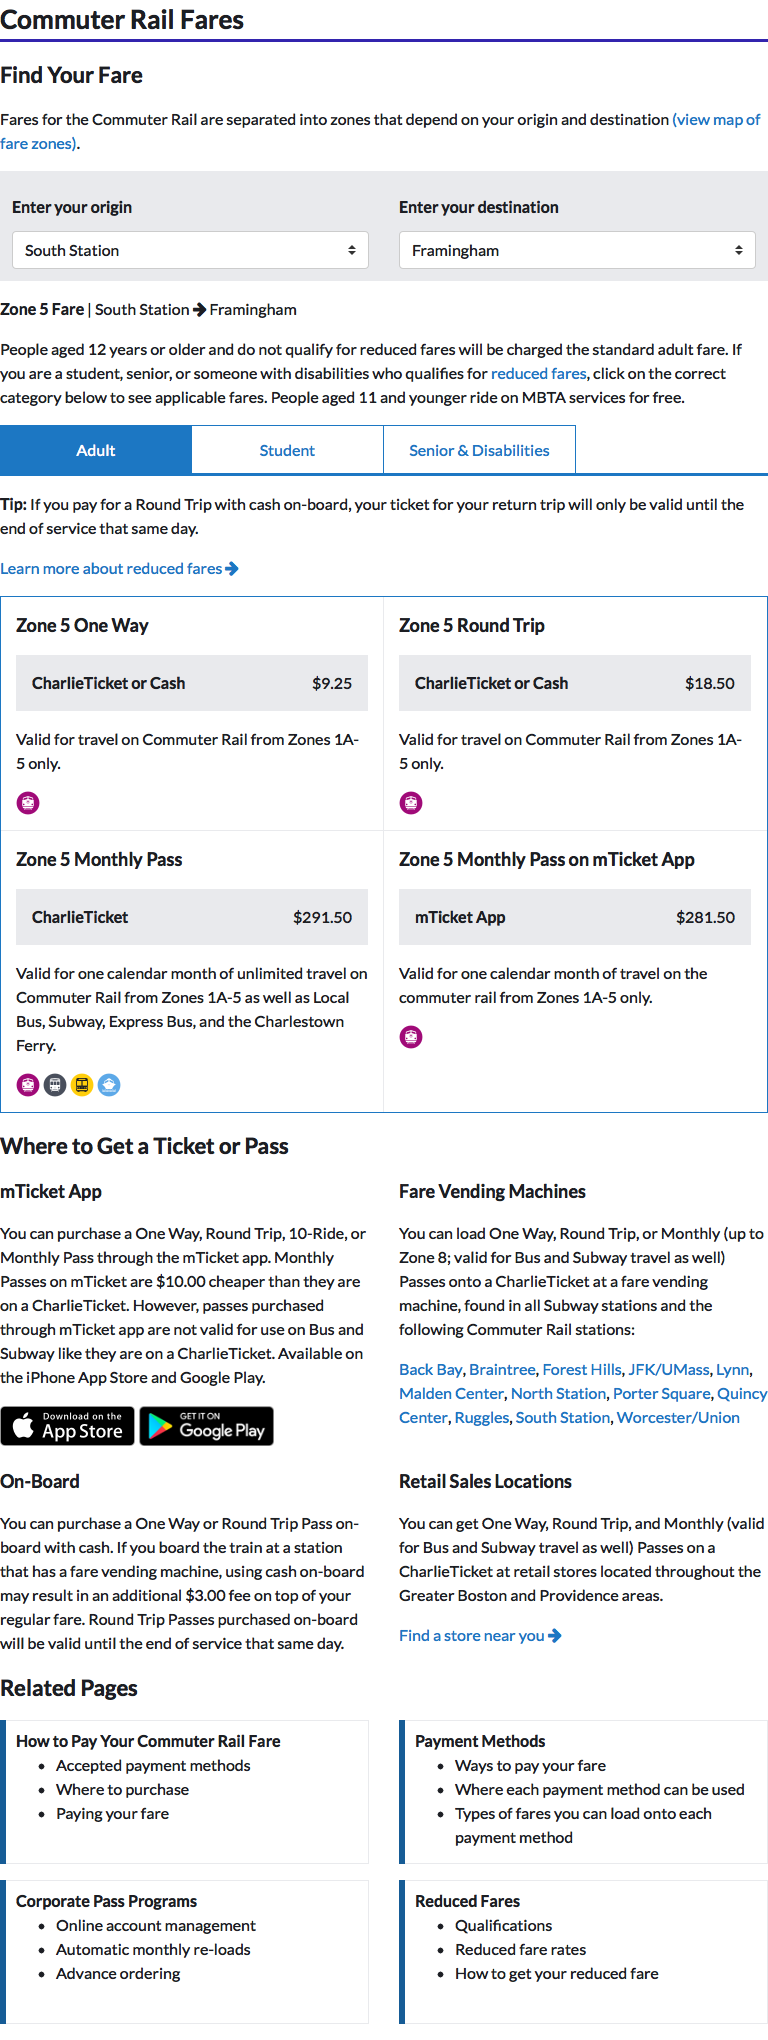 Commuter Rail Fares
Find Your Fare
Fares for the Commuter Rail are separated into zones that depend on your origin and destination (view map of
fare zones).
Enter your origin
Enter your destination
South Station
Framingham
Zone 5 Fare | South Station → Framingham
People aged 12 years or older and do not qualify for reduced fares will be charged the standard adult fare. If
you are a student, senior, or someone with disabilities who qualifies for reduced fares, click on the correct
category below to see applicable fares. People aged 11 and younger ride on MBTA services for free.
Adult
Student
Senior & Disabilities
Tip: If you pay for a Round Trip with cash on-board, your ticket for your return trip will only be valid until the
end of service that same day.
Learn more about reduced fares →
Zone 5 One Way
CharlieTicket or Cash $9.25
Valid for travel on Commuter Rail from Zones 1A-
5 only.
Zone 5 Round Trip
CharlieTicket or Cash $18.50
Valid for travel on Commuter Rail from Zones 1A-
5 only.
Zone 5 Monthly Pass
CharlieTicket $291.50
Valid for one calendar month of unlimited travel on
Commuter Rail from Zones 1A-5 as well as Local
Bus, Subway, Express Bus, and the Charlestown
Ferry.
Zone 5 Monthly Pass on mTicket App
mTicket App $281.50
Valid for one calendar month of travel on the
commuter rail from Zones 1A-5 only.
Where to Get a Ticket or Pass
mTicket App
You can purchase a One Way, Round Trip, 10-Ride, or
Monthly Pass through the mTicket app. Monthly
Passes on mTicket are $10.00 cheaper than they are
on a CharlieTicket. However, passes purchased
through mTicket app are not valid for use on Bus and
Subway like they are on a CharlieTicket. Available on
the iPhone App Store and Google Play.
Download on the
App Store
GET IT ON
Google Play
Fare Vending Machines
You can load One Way, Round Trip, or Monthly (up to
Zone 8; valid for Bus and Subway travel as well)
Passes onto a CharlieTicket at a fare vending
machine, found in all Subway stations and the
following Commuter Rail stations:
Back Bay, Braintree, Forest Hills, JFK/UMass, Lynn,
Malden Center, North Station, Porter Square, Quincy
Center, Ruggles, South Station, Worcester/Union
On-Board
You can purchase a One Way or Round Trip Pass on-
board with cash. If you board the train at a station
that has a fare vending machine, using cash on-board
may result in an additional $3.00 fee on top of your
regular fare. Round Trip Passes purchased on-board
will be valid until the end of service that same day.
Retail Sales Locations
You can get One Way, Round Trip, and Monthly (valid
for Bus and Subway travel as well) Passes on a
CharlieTicket at retail stores located throughout the
Greater Boston and Providence areas.
Find a store near you →
Related Pages
How to Pay Your Commuter Rail Fare
• Accepted payment methods
• Where to purchase
• Paying your fare
Payment Methods
• Ways to pay your fare
• Where each payment method can be used
• Types of fares you can load onto each
payment method
Corporate Pass Programs
• Online account management
• Automatic monthly re-loads
• Advance ordering
Reduced Fares
• Qualifications
• Reduced fare rates
• How to get your reduced fare